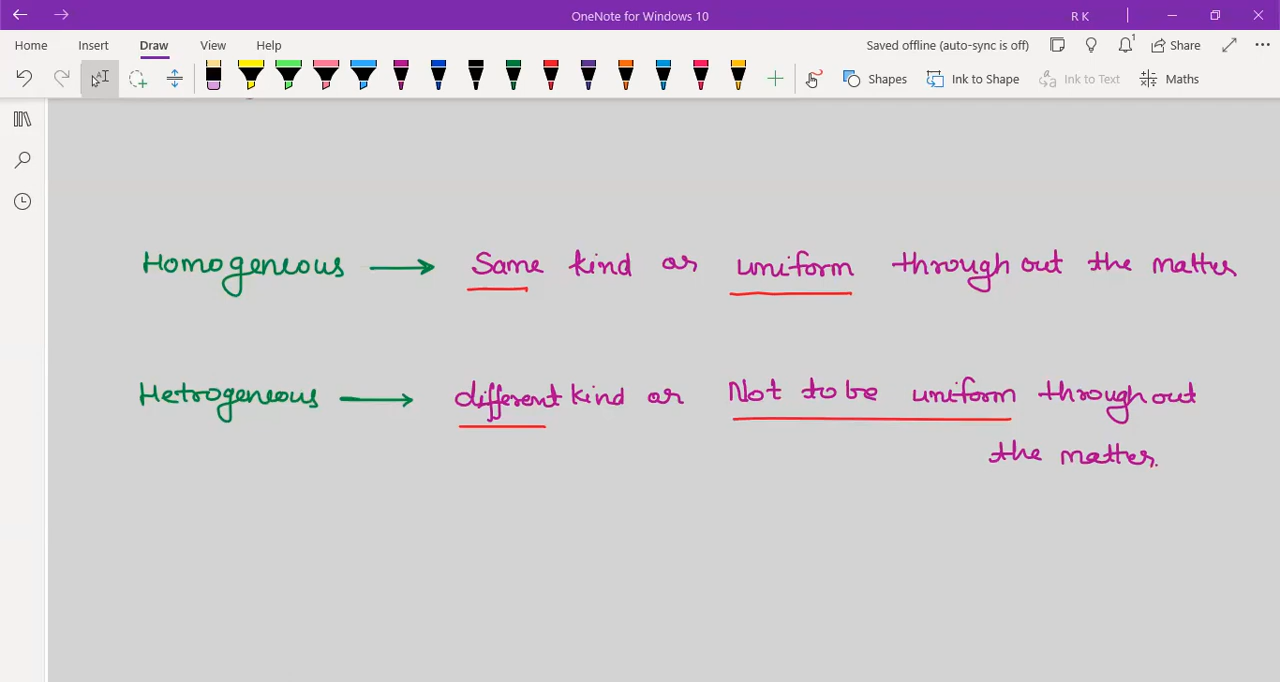 OneNote for Windows 10
R K
Home Insert Draw View Help
Saved offline (auto-sync is off)
Share
Shapes Ink to Shape Ink to Text Maths
Homogeneous → Same kind or uniform through out the matter
Hetrogeneous → different kind or Not to be uniform through out
the matter.